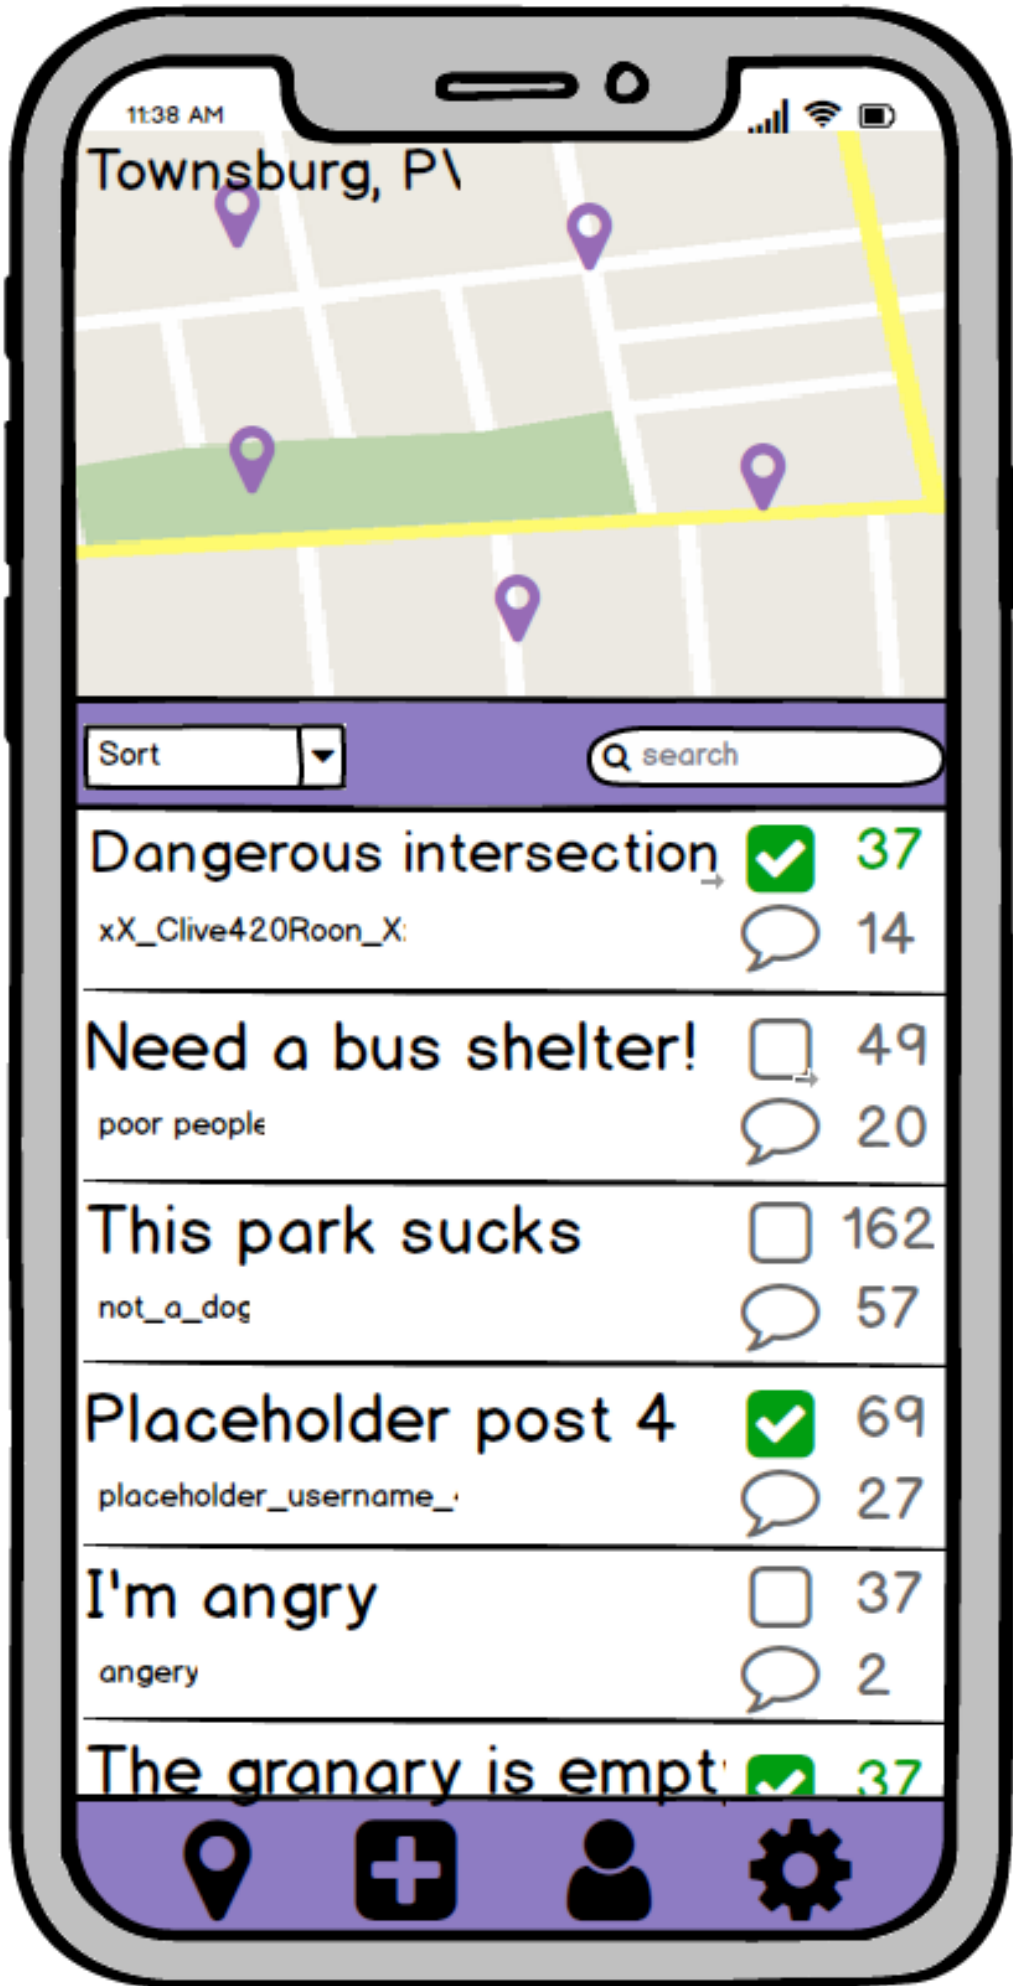 11:38 AM
Townsburg, P\
Sort
search
Dangerous intersection
37
xX_Clive420Roon_X
14
Need a bus shelter!
49
poor people
20
This park sucks
162
not_a_dog
57
Placeholder post 4
69
placeholder_username_
27
I'm angry
37
angery
2
The granary is empt
37